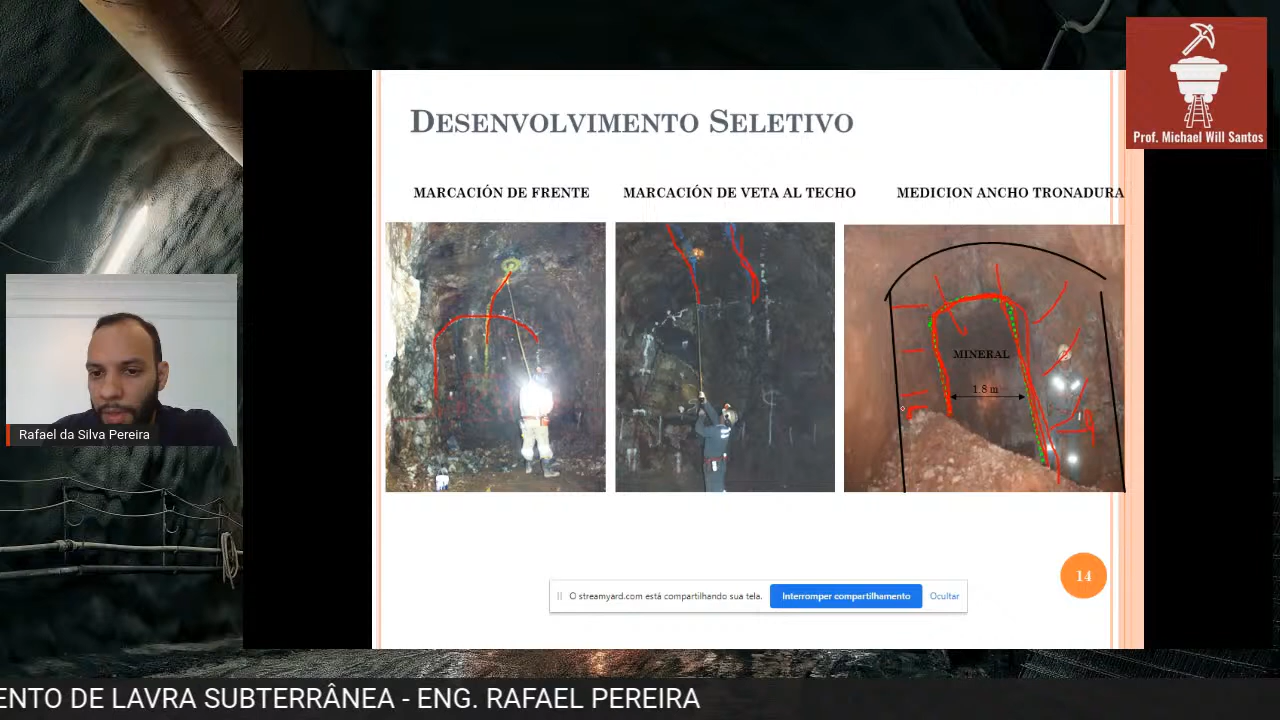 Prof. Michael Will Santos
DESENVOLVIMENTO SELETIVO
MARCACIÓN DE FRENTE
MARCACIÓN DE VETA AL TECHO
MEDICION ANCHO TRONADURA
MINERAL
1.8 m
Rafael da Silva Pereira
14
O streamyard.com está compartilhando sua tela.
Interromper compartilhamento
Ocultar
ENTO DE LAVRA SUBTERRÂNEA - ENG. RAFAEL PEREIRA